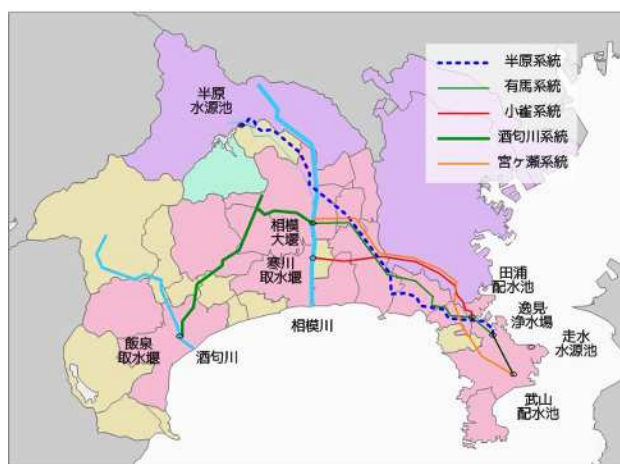 半原系統
有馬系統
小雀系統
酒匂川系統
宮ヶ瀬系統
半原
水源池
相模
大堰
寒川
取水堰
田浦
配水池
逸見
浄水場
走水
水源池
飯泉
取水堰
酒匂川
相模川
武山
配水池